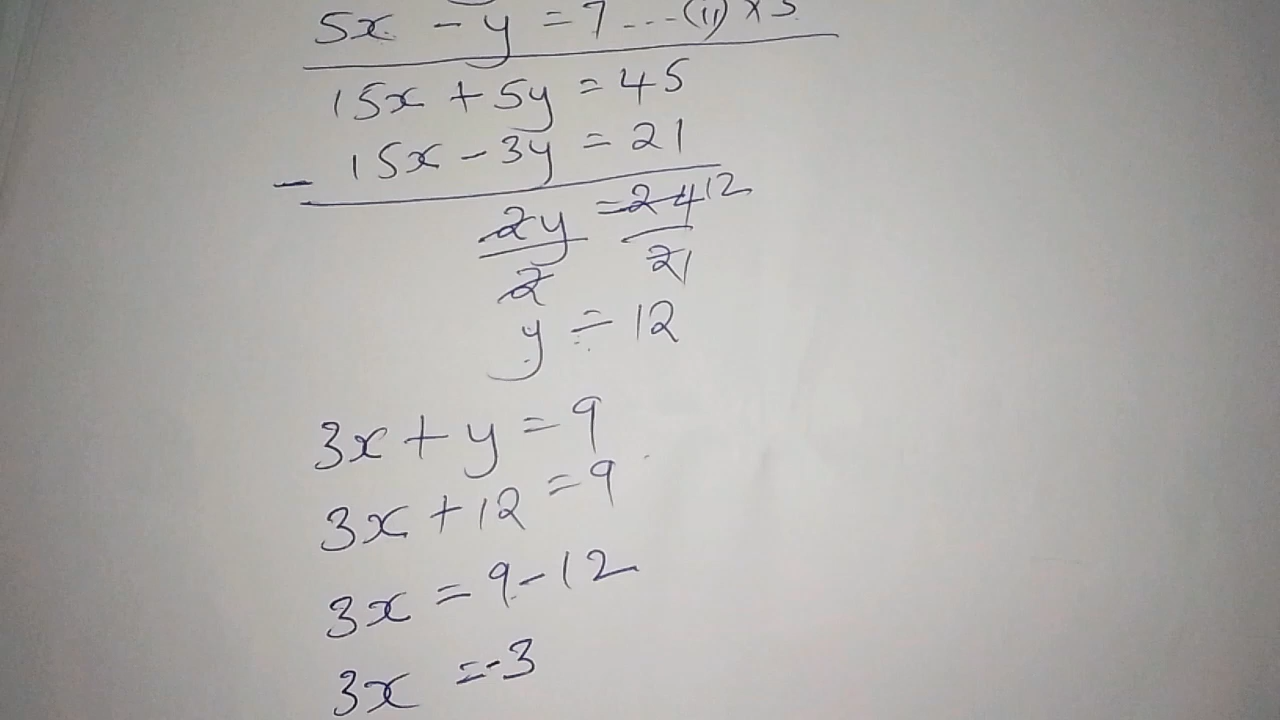 5x - y = 7 ... (ii) × 3
15x + 5y = 45
- 15x - 3y = 21
2y = 24 12
2 21
y = 12
3x + y = 9
3x + 12 = 9
3x = 9 - 12
3x = -3